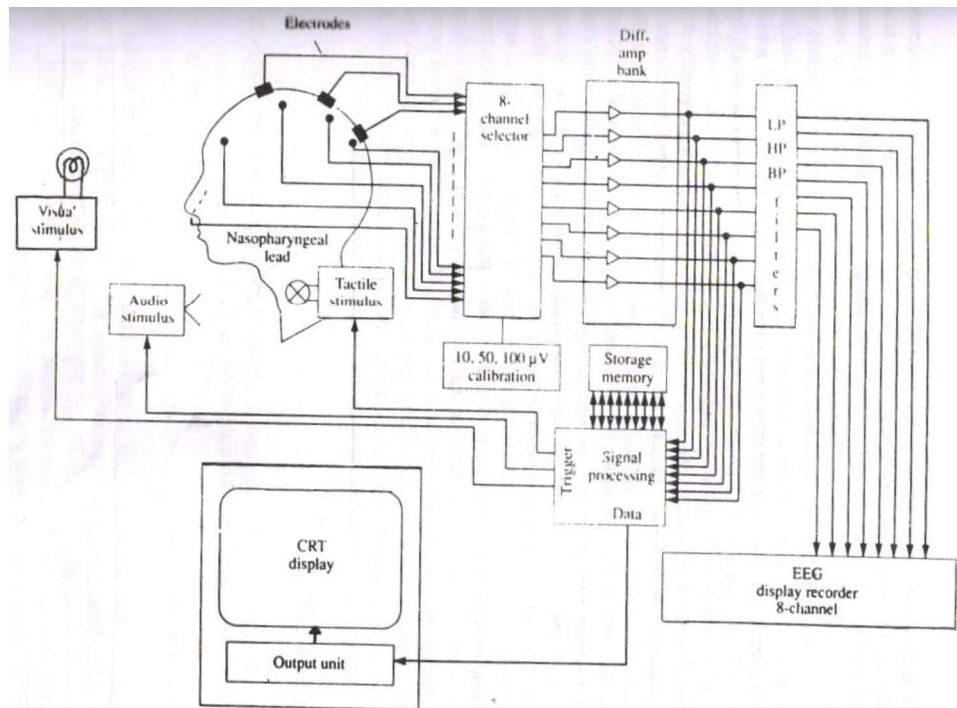 Electrodes
Diff.
amp
bank
8-
channel
selector
LP
HP
BP
f
i
l
t
e
r
s
Visual
stimulus
Nasopharyngeal
lead
Tactile
stimulus
Audio
stimulus
10, 50, 100 µV
calibration
Storage
memory
Trigger
Signal
processing
Data
CRT
display
EEG
display recorder
8-channel
Output unit